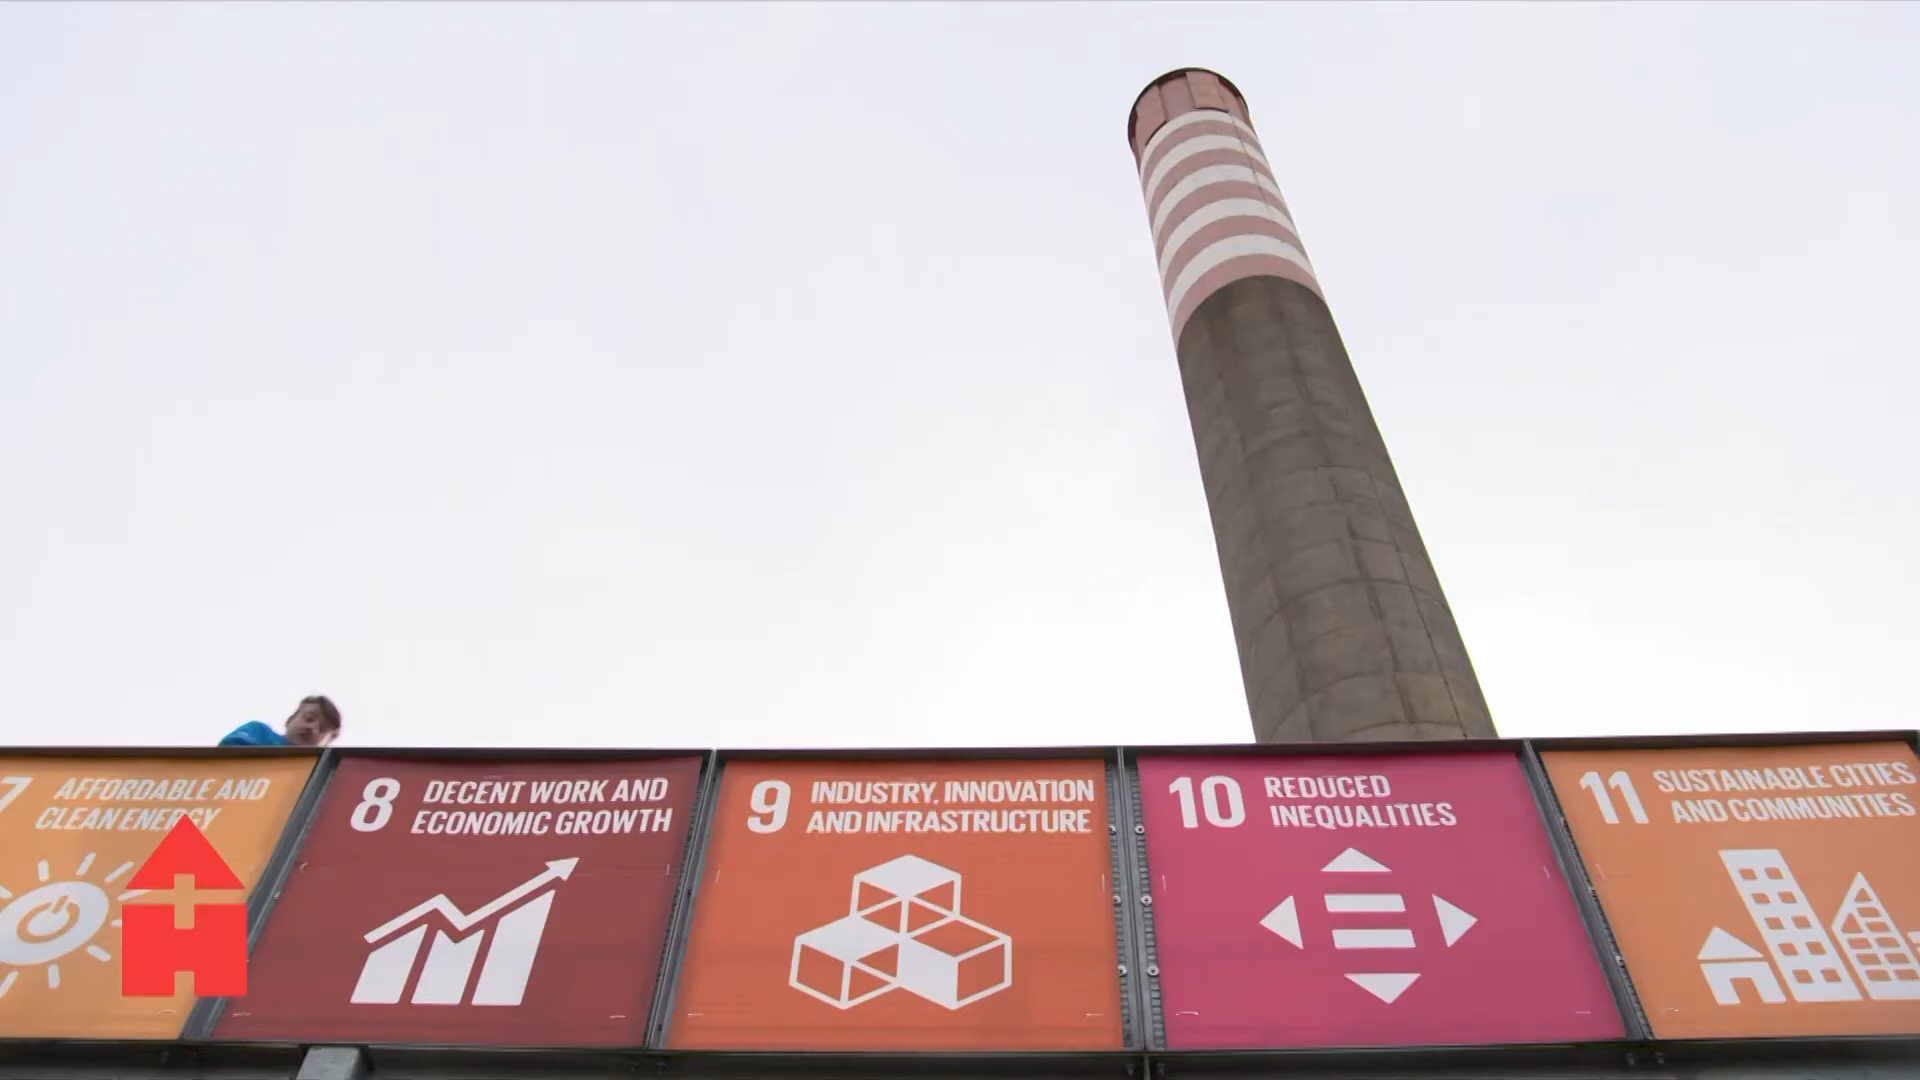 7 AFFORDABLE AND
CLEAN ENERGY
8 DECENT WORK AND
ECONOMIC GROWTH
9 INDUSTRY, INNOVATION
AND INFRASTRUCTURE
10 REDUCED
INEQUALITIES
11 SUSTAINABLE CITIES
AND COMMUNITIES